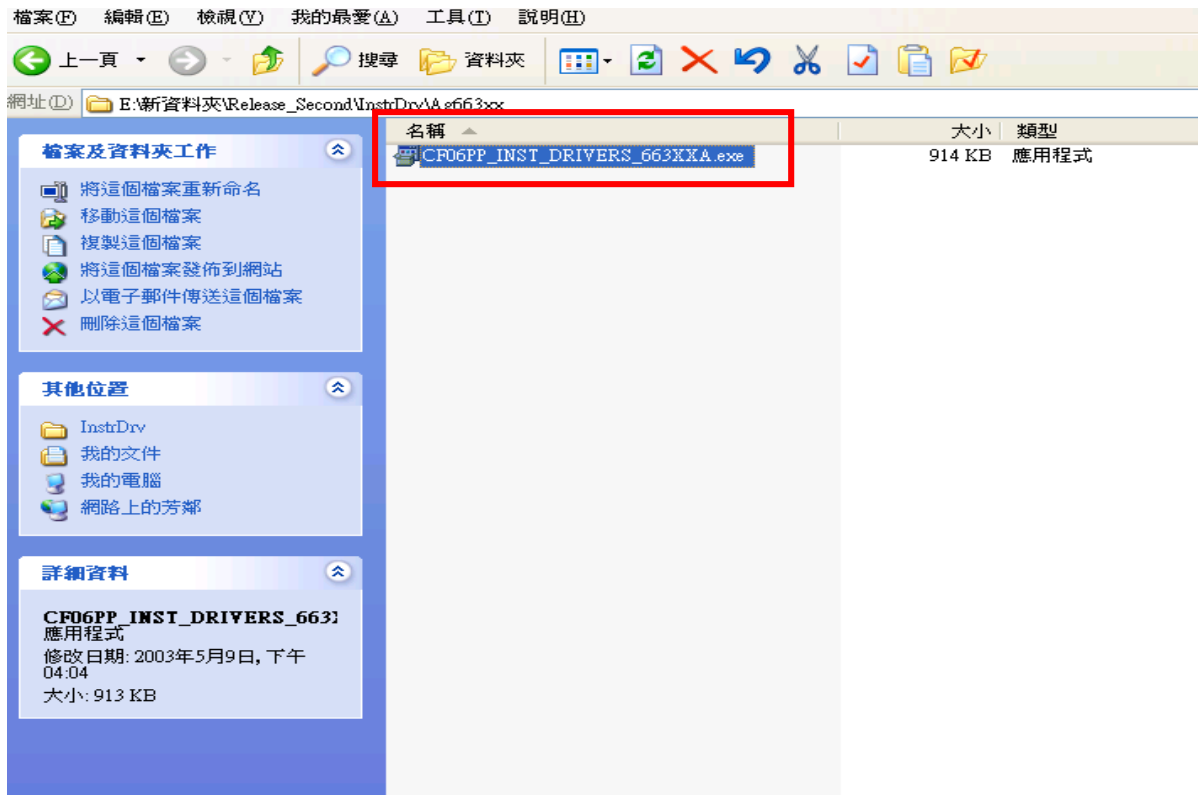 檔案(F) 編輯(E) 檢視(V) 我的最愛(A) 工具(T) 說明(H)
上一頁 搜尋 資料夾
網址(D) E:\新資料夾\Release_Second\InstrDrv\Ag663xx
名稱 大小 類型
CF06PP_INST_DRIVERS_663XXA.exe 914 KB 應用程式
檔案及資料夾工作
將這個檔案重新命名
移動這個檔案
複製這個檔案
將這個檔案發佈到網站
以電子郵件傳送這個檔案
刪除這個檔案
其他位置
InstrDrv
我的文件
我的電腦
網路上的芳鄰
詳細資料
CF06PP_INST_DRIVERS_663
應用程式
修改日期: 2003年5月9日, 下午
04:04
大小: 913 KB